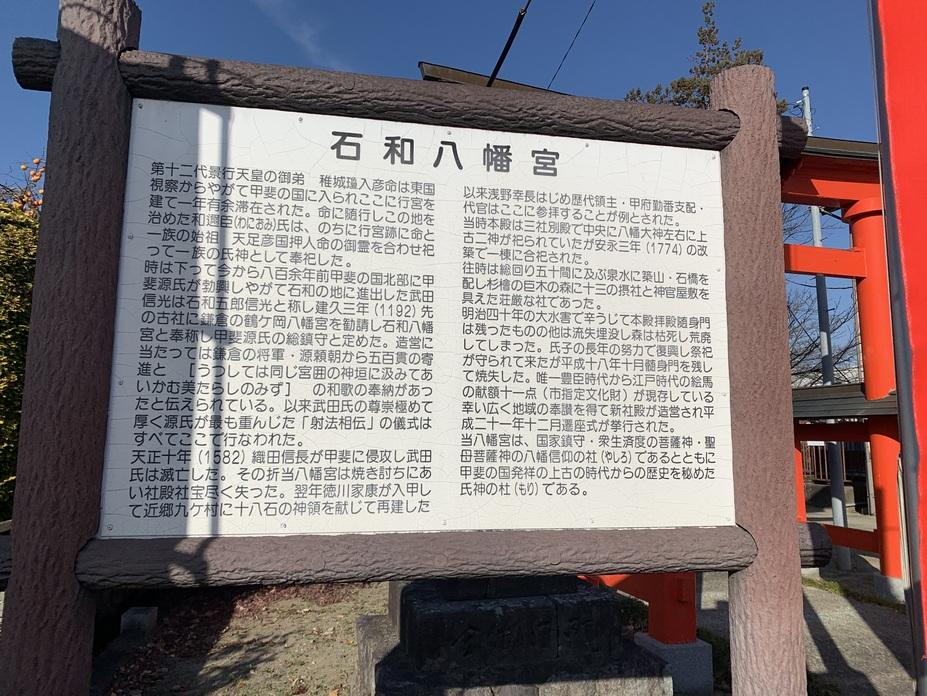 石和八幡宮
第十二代景行天皇の御弟　稚城瓊入彦命は東国
視察からやがて甲斐の国に入られここに行宮を
建て一年有余滞在された。命に随行しこの地を
治めた和邇臣(わにおみ)氏は、のちに行宮跡に命と
一族の始祖　天足彦国押人命の御霊を合わせ祀
って一族の氏神として奉祀した。
時は下って今から八百余年前甲斐の国北部に甲
斐源氏が勃興しやがて石和の地に進出した武田
信光は石和五郎信光と称し建久三年(1192)先
の古社に鎌倉の鶴ケ岡八幡宮を勧請し石和八幡
宮と奉称し甲斐源氏の総鎮守と定めた。造営に
当たっては鎌倉の将軍・源頼朝から五百貫の寄
進と　[うつしては同じ宮囲の神垣に汲みてあ
いかむ美たらしのみず]　の和歌の奉納があっ
たと伝えられている。以来武田氏の尊崇極めて
厚く源氏が最も重んじた「射法相伝」の儀式は
すべてここで行なわれた。
天正十年(1582)織田信長が甲斐に侵攻し武田
氏は滅亡した。その折当八幡宮は焼き討ちにあ
い社殿社宝尽く失った。翌年徳川家康が入甲し
て近郷九ケ村に十八石の神領を献じて再建した
以来浅野幸長はじめ歴代領主・甲府勤番支配・
代官はここに参拝することが例とされた。
当時本殿は三社別殿で中央に八幡大神左右に上
古二神が祀られていたが安永三年(1774)の改
築で一棟に合祀された。
往時は総回り五十間に及ぶ泉水に築山・石橋を
配し杉檜の巨木の森に十三の摂社と神官屋敷を
具えた荘厳な社であった。
明治四十年の大水害で辛うじて本殿拝殿随身門
は残ったものの他は流失埋没し森は枯死し荒廃
してしまった。氏子の長年の努力で復興し祭祀
が守られて来たが平成十八年十月髄身門を残し
て焼失した。唯一豊臣時代から江戸時代の絵馬
の献額十一点（市指定文化財）が現存している
幸い広く地域の奉讃を得て新社殿が造営され平
成二十一年十二月遷座式が挙行された。
当八幡宮は、国家鎮守・衆生済度の菩薩神・聖
母菩薩神の八幡信仰の社(やしろ)であるとともに
甲斐の国発祥の上古の時代からの歴史を秘めた
氏神の杜(もり)である。